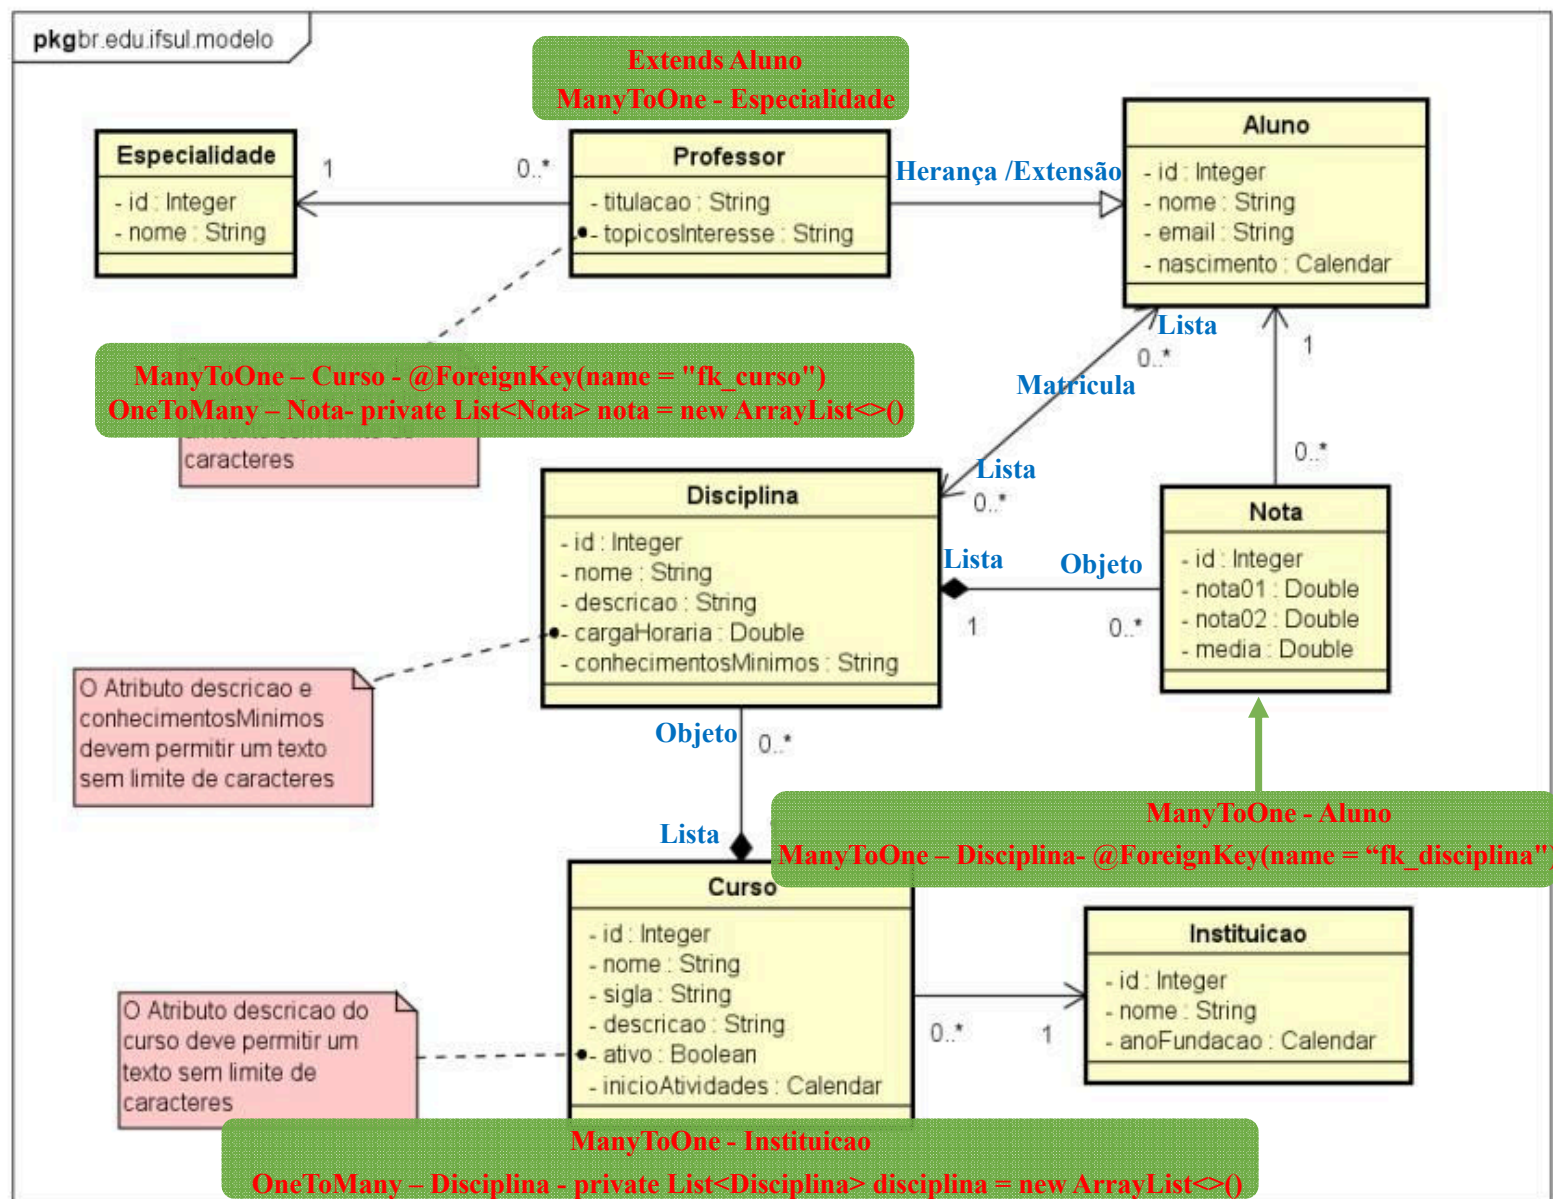 pkgbr.edu.ifsul.modelo
Extends Aluno
ManyToOne - Especialidade
Especialidade
- id : Integer
- nome : String
1
0..*
Professor
- titulacao : String
- topicosInteresse : String
Herança /Extensão
Aluno
- id : Integer
- nome : String
- email : String
- nascimento : Calendar
ManyToOne – Curso - @ForeignKey(name = "fk_curso")
OneToMany – Nota- private List<Nota> nota = new ArrayList<>()
caracteres
Lista
0..*
Matricula
Lista
0..*
1
0..*
Disciplina
- id : Integer
- nome : String
- descricao : String
- cargaHoraria : Double
- conhecimentosMinimos : String
Lista
Objeto
1
0..*
Nota
- id : Integer
- nota01 : Double
- nota02 : Double
- media : Double
O Atributo descricao e
conhecimentosMinimos
devem permitir um texto
sem limite de caracteres
Objeto
0..*
Lista
ManyToOne - Aluno
ManyToOne – Disciplina- @ForeignKey(name = “fk_disciplina")
Curso
- id : Integer
- nome : String
- sigla : String
- descricao : String
- ativo : Boolean
- inicioAtividades : Calendar
0..*
1
Instituicao
- id : Integer
- nome : String
- anoFundacao : Calendar
O Atributo descricao do
curso deve permitir um
texto sem limite de
caracteres
ManyToOne - Instituicao
OneToMany – Disciplina - private List<Disciplina> disciplina = new ArrayList<>()